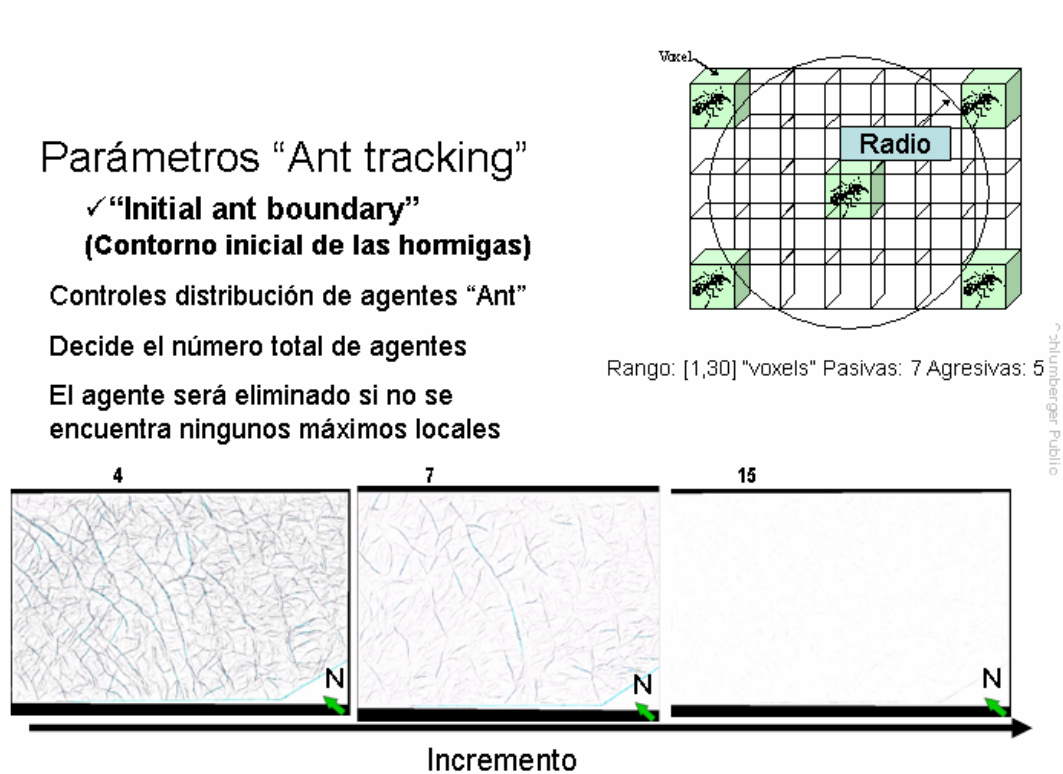 Voxel
Radio
Parámetros “Ant tracking”
✓“Initial ant boundary”
(Contorno inicial de las hormigas)
Controles distribución de agentes “Ant”
Decide el número total de agentes
El agente será eliminado si no se
encuentra ningunos máximos locales
Rango: [1,30] "voxels" Pasivas: 7 Agresivas: 5
Schlumberger Public
4
7
15
N
N
N
Incremento